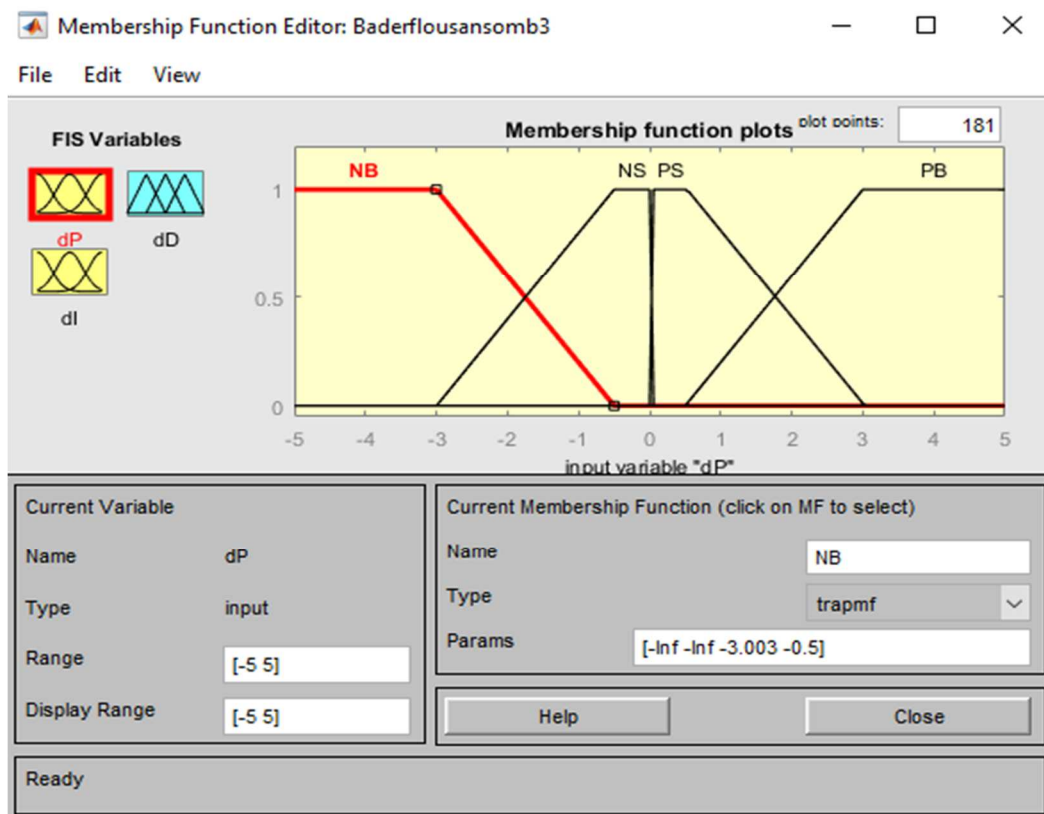 Membership Function Editor: Baderflousansomb3
File Edit View
FIS Variables
dP dD
dI
Membership function plots plot points: 181
NB NS PS PB
1
0.5
0
-5 -4 -3 -2 -1 0 1 2 3 4 5
input variable "dP"
Current Variable
Name dP
Type input
Range [-5 5]
Display Range [-5 5]
Current Membership Function (click on MF to select)
Name NB
Type trapmf
Params [-Inf -Inf -3.003 -0.5]
Help Close
Ready